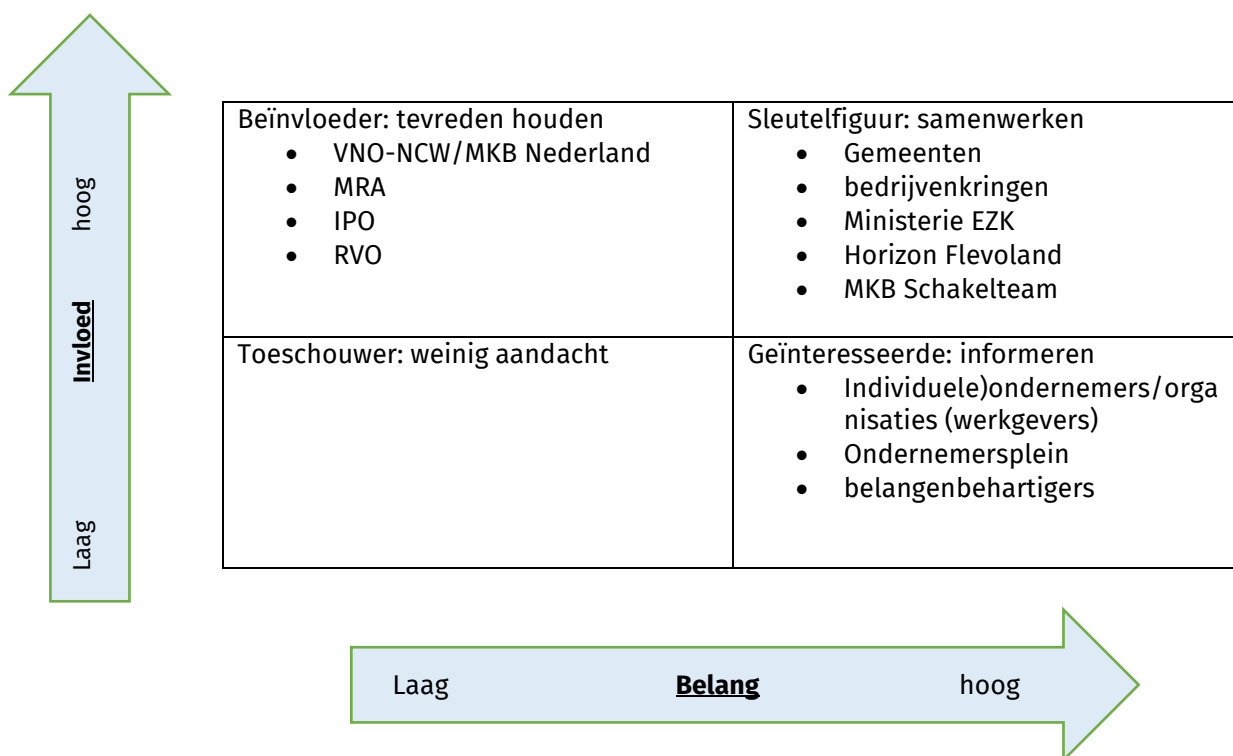 Beïnvloeder: tevreden houden
• VNO-NCW/MKB Nederland
• MRA
• IPO
• RVO
Sleutelfiguur: samenwerken
• Gemeenten
• bedrijvenkringen
• Ministerie EZK
• Horizon Flevoland
• MKB Schakelteam
Toeschouwer: weinig aandacht
Geïnteresseerde: informeren
• Individuele)ondernemers/orga
nisaties (werkgevers)
• Ondernemersplein
• belangenbehartigers
Laag Invloed hoog
Laag Belang hoog